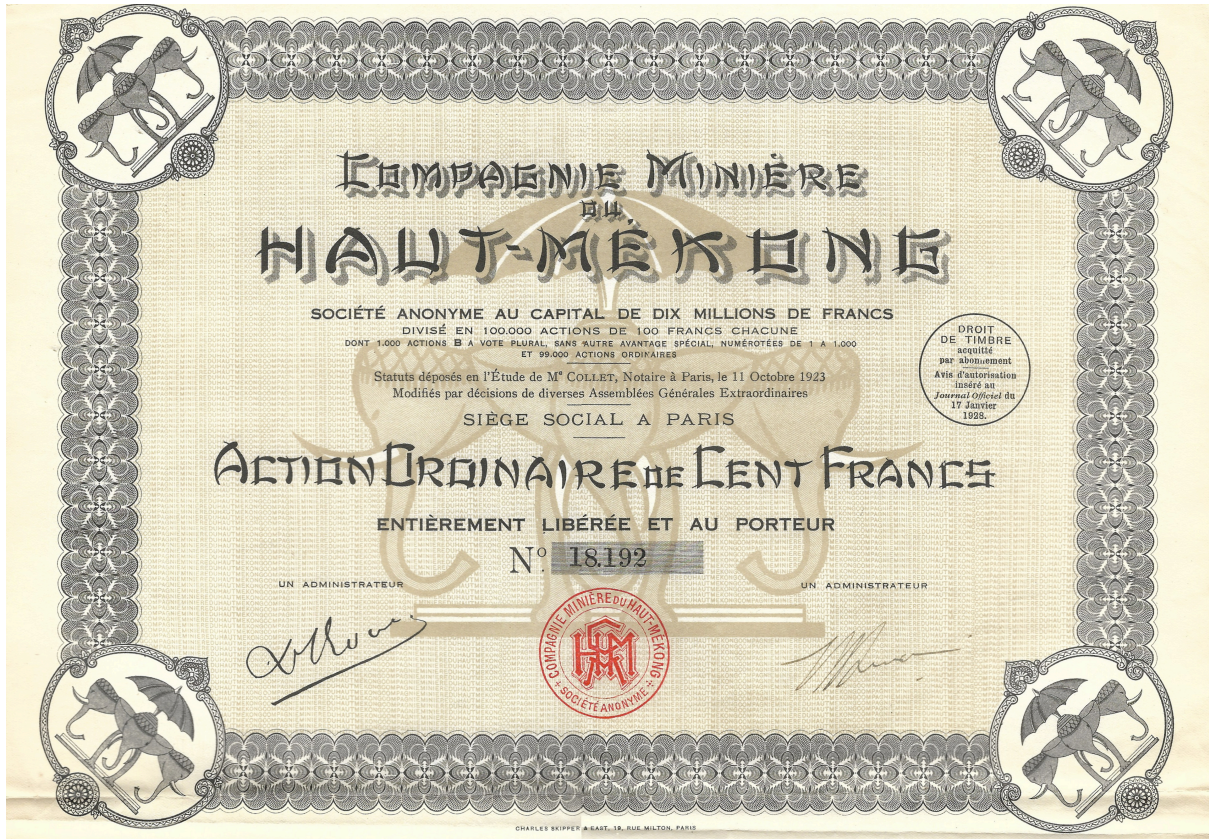 COMPAGNIE MINIÈRE
DU
HAUT-MÉKONG
SOCIÉTÉ ANONYME AU CAPITAL DE DIX MILLIONS DE FRANCS
DIVISÉ EN 100.000 ACTIONS DE 100 FRANCS CHACUNE
DONT 1.000 ACTIONS B A VOTE PLURAL, SANS AUTRE AVANTAGE SPÉCIAL, NUMÉROTÉES DE 1 A 1.000
ET 99.000 ACTIONS ORDINAIRES
Statuts déposés en l'Étude de Me COLLET, Notaire à Paris, le 11 Octobre 1923
Modifiés par décisions de diverses Assemblées Générales Extraordinaires
SIÈGE SOCIAL A PARIS
DROIT
DE TIMBRE
acquitté
par abonnement
Avis d'autorisation
inséré au
Journal Officiel du
17 Janvier
1928.
ACTION ORDINAIRE DE CENT FRANCS
ENTIÈREMENT LIBÉRÉE ET AU PORTEUR
No. 18.192
UN ADMINISTRATEUR
UN ADMINISTRATEUR
COMPAGNIE MINIÈRE DU HAUT-MÉKONG
SOCIÉTÉ ANONYME
CHARLES SKIPPER & EAST, 19, RUE MILTON, PARIS